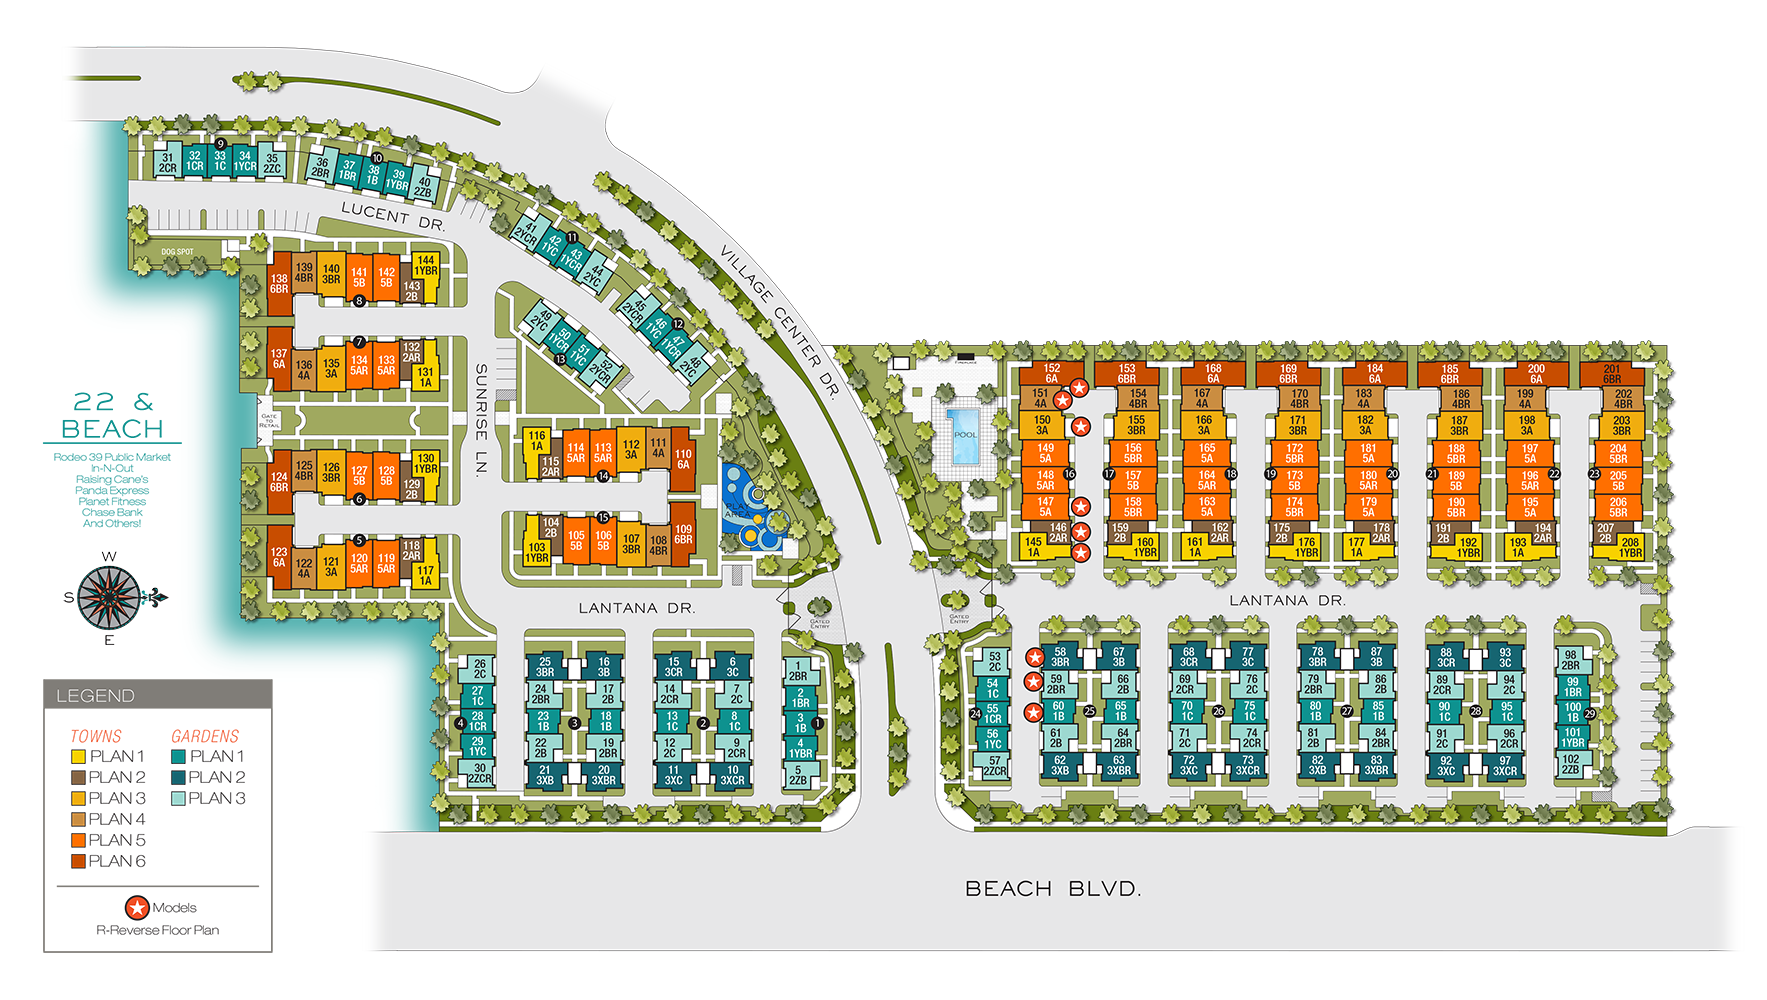 31
2CR
32
1CR
33
1C
34
1YCR
35
2ZC
9
36
2BR
37
1BR
38
1B
39
1YBR
40
2ZB
10
LUCENT DR.
DOG SPOT
41
2YCR
42
1YC
43
1YCR
44
2YC
11
45
2YCR
46
1YC
47
1YCR
48
2YC
12
49
2YC
50
1YCR
51
1YC
52
2YCR
13
VILLAGE CENTER DR.
SUNRISE LN.
138
6BR
139
4BR
140
3BR
141
5B
142
5B
143
2B
144
1YBR
8
137
6A
136
4A
135
3A
134
5AR
133
5AR
132
2AR
131
1A
7
GATE
TO
RETAIL
124
6BR
125
4BR
126
3BR
127
5B
128
5B
129
2B
130
1YBR
6
123
6A
122
4A
121
3A
120
5AR
119
5AR
118
2AR
117
1A
5
116
1A
115
2AR
114
5AR
113
5AR
112
3A
111
4A
110
6A
14
103
1YBR
104
2B
105
5B
106
5B
107
3BR
108
4BR
109
6BR
15
PLAY
AREA
FIREPLACE
POOL
152
6A
151
4A
150
3A
149
5A
148
5AR
147
5A
146
2AR
145
1A
16
153
6BR
154
4BR
155
3BR
156
5BR
157
5B
158
5BR
159
2B
160
1YBR
17
168
6A
167
4A
166
3A
165
5A
164
5AR
163
5A
162
2AR
161
1A
18
169
6BR
170
4BR
171
3BR
172
5BR
173
5B
174
5BR
175
2B
176
1YBR
19
184
6A
183
4A
182
3A
181
5A
180
5AR
179
5A
178
2AR
177
1A
20
185
6BR
186
4BR
187
3BR
188
5BR
189
5B
190
5BR
191
2B
192
1YBR
21
200
6A
199
4A
198
3A
197
5A
196
5AR
195
5A
194
2AR
193
1A
22
201
6BR
202
4BR
203
3BR
204
5BR
205
5B
206
5BR
207
2B
208
1YBR
23
LANTANA DR.
GATED
ENTRY
GATED
ENTRY
LANTANA DR.
26
2C
27
1C
28
1CR
29
1YC
30
2ZCR
4
25
3BR
24
2BR
23
1B
22
2B
21
3XB
3
16
3B
17
2B
18
1B
19
2BR
20
3XBR
15
3CR
14
2CR
13
1C
12
2C
11
3XC
2
6
3C
7
2C
8
1C
9
2CR
10
3XCR
1
2BR
2
1BR
3
1B
4
1YBR
5
2ZB
1
53
2C
54
1C
55
1CR
56
1YC
57
2ZCR
24
58
3BR
59
2BR
60
1B
61
2B
62
3XB
25
67
3B
66
2B
65
1B
64
2BR
63
3XBR
68
3CR
69
2CR
70
1C
71
2C
72
3XC
26
77
3C
76
2C
75
1C
74
2CR
73
3XCR
78
3BR
79
2BR
80
1B
81
2B
82
3XB
27
87
3B
86
2B
85
1B
84
2BR
83
3XBR
88
3CR
89
2CR
90
1C
91
2C
92
3XC
28
93
3C
94
2C
95
1C
96
2CR
97
3XCR
98
2BR
99
1BR
100
1B
101
1YBR
102
2ZB
29
BEACH BLVD.
22 &
BEACH
Rodeo 39 Public Market
In-N-Out
Raising Cane's
Panda Express
Planet Fitness
Chase Bank
And Others!
W
S
E
LEGEND
TOWNS
PLAN 1
PLAN 2
PLAN 3
PLAN 4
PLAN 5
PLAN 6
GARDENS
PLAN 1
PLAN 2
PLAN 3
Models
R-Reverse Floor Plan